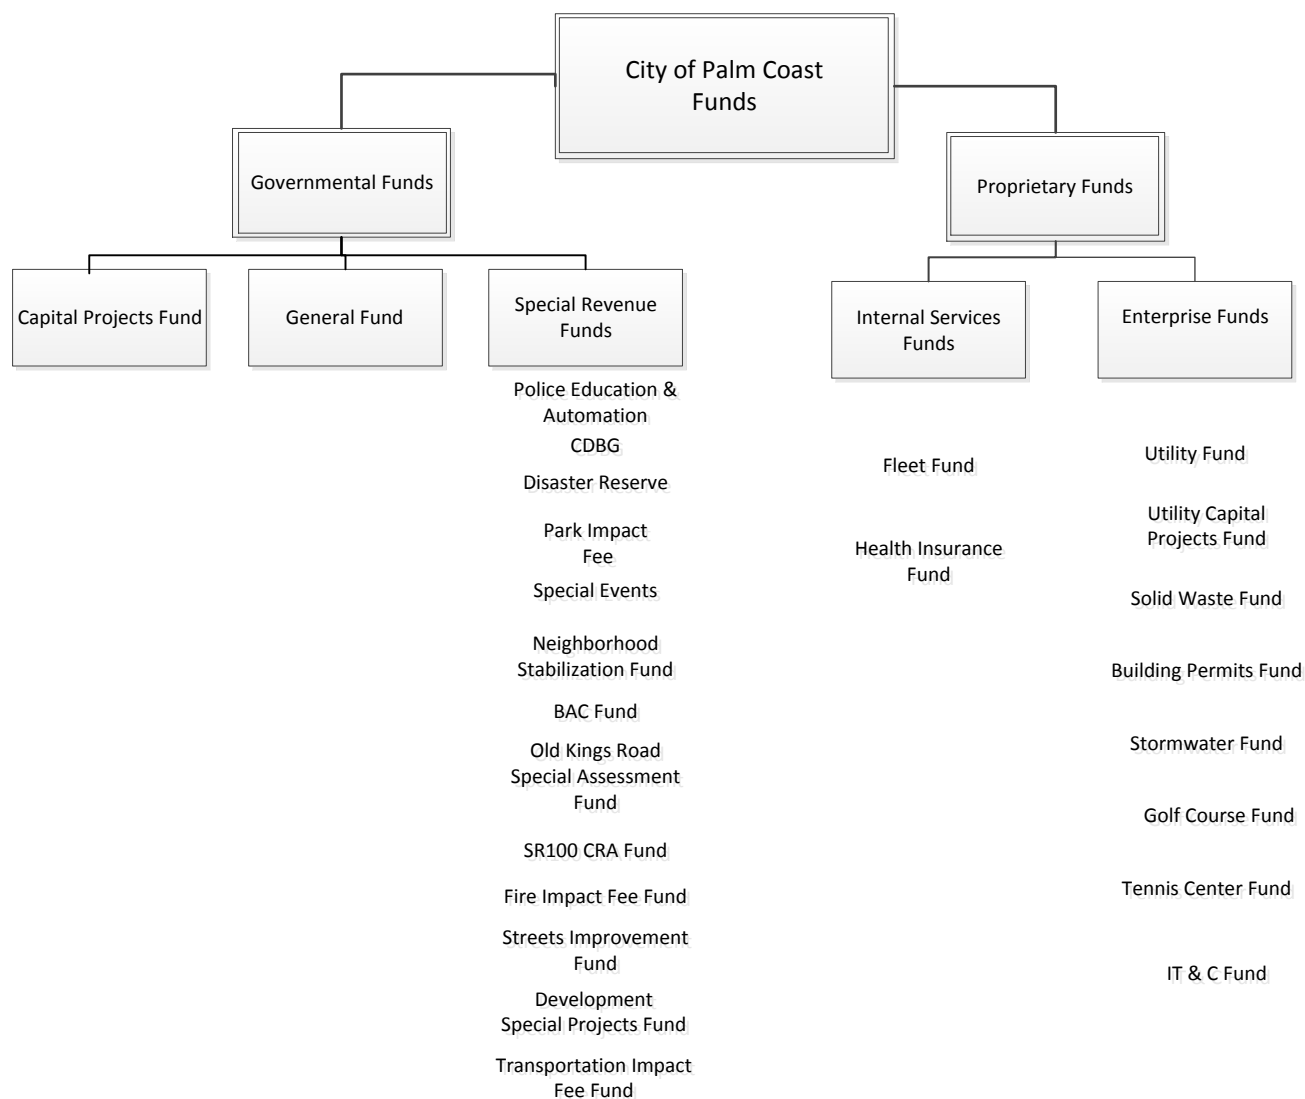 City of Palm Coast
Funds
Governmental Funds
Proprietary Funds
Capital Projects Fund
General Fund
Special Revenue
Funds
Internal Services
Funds
Enterprise Funds
Police Education &
Automation
CDBG
Disaster Reserve
Park Impact
Fee
Special Events
Neighborhood
Stabilization Fund
BAC Fund
Old Kings Road
Special Assessment
Fund
SR100 CRA Fund
Fire Impact Fee Fund
Streets Improvement
Fund
Development
Special Projects Fund
Transportation Impact
Fee Fund
Fleet Fund
Health Insurance
Fund
Utility Fund
Utility Capital
Projects Fund
Solid Waste Fund
Building Permits Fund
Stormwater Fund
Golf Course Fund
Tennis Center Fund
IT & C Fund